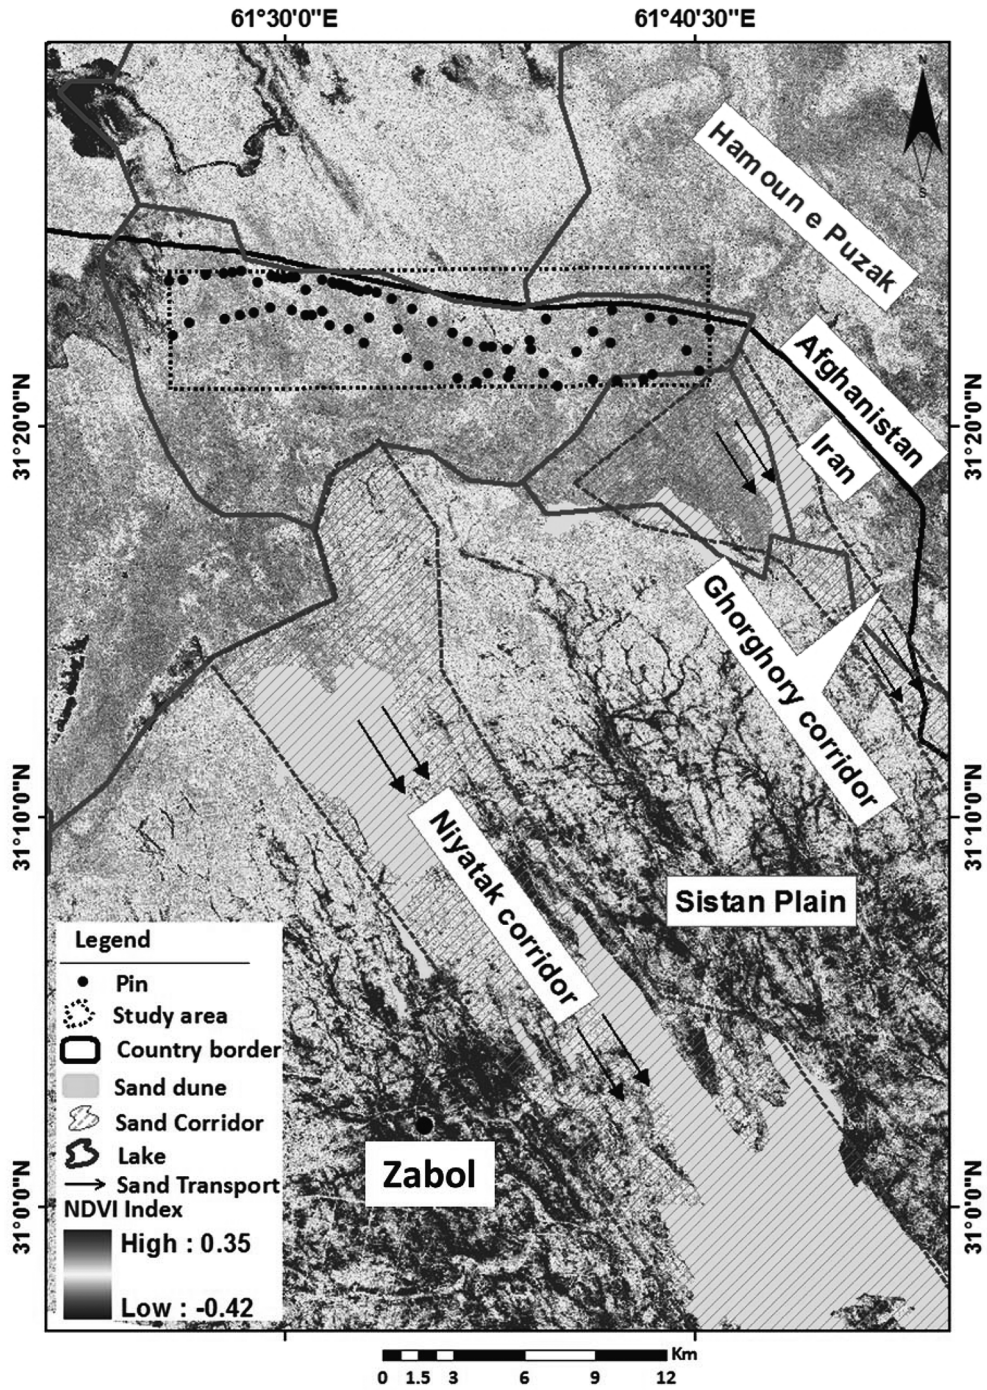 61°30'0"E
61°40'30"E
N
S
Hamoun e Puzak
Afghanistan
Iran
31°20'0"N
31°20'0"N
Ghorghory corridor
31°10'0"N
31°10'0"N
Niyatak corridor
Sistan Plain
Zabol
31°0'0"N
31°0'0"N
Legend
Pin
Study area
Country border
Sand dune
Sand Corridor
Lake
Sand Transport
NDVI Index
High : 0.35
Low : -0.42
Km
0 1.5 3 6 9 12